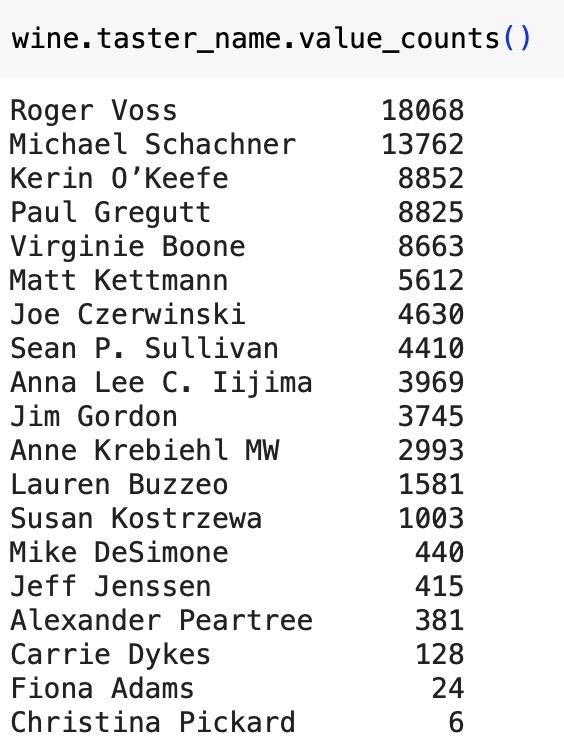 wine.taster_name.value_counts()
Roger Voss 18068
Michael Schachner 13762
Kerin O’Keefe 8852
Paul Gregutt 8825
Virginie Boone 8663
Matt Kettmann 5612
Joe Czerwinski 4630
Sean P. Sullivan 4410
Anna Lee C. Iijima 3969
Jim Gordon 3745
Anne Krebiehl MW 2993
Lauren Buzzeo 1581
Susan Kostrzewa 1003
Mike DeSimone 440
Jeff Jenssen 415
Alexander Peartree 381
Carrie Dykes 128
Fiona Adams 24
Christina Pickard 6